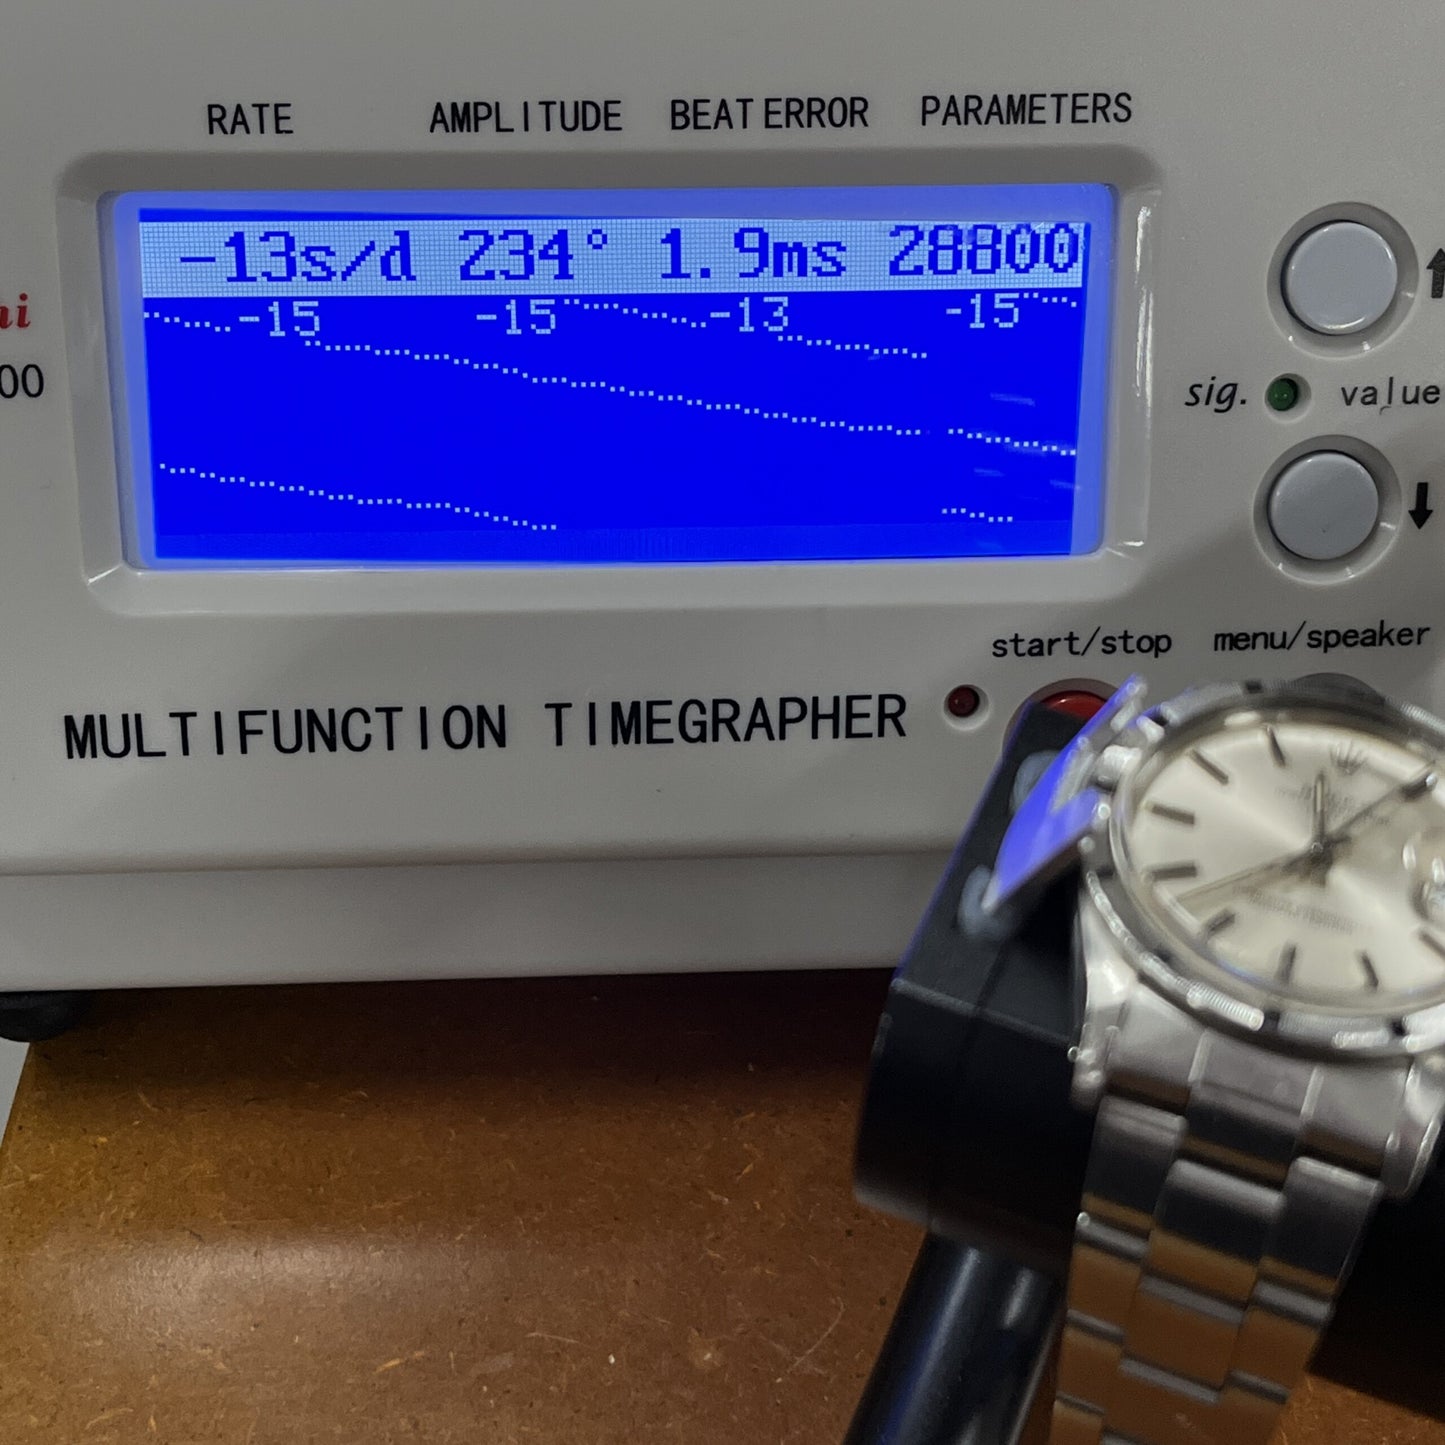 RATE AMPLITUDE BEAT ERROR PARAMETERS
-13s/d 234° 1.9ms 28800
-15 -15 -13 -15
sig. value
start/stop menu/speaker
MULTIFUNCTION TIMEGRAPHER